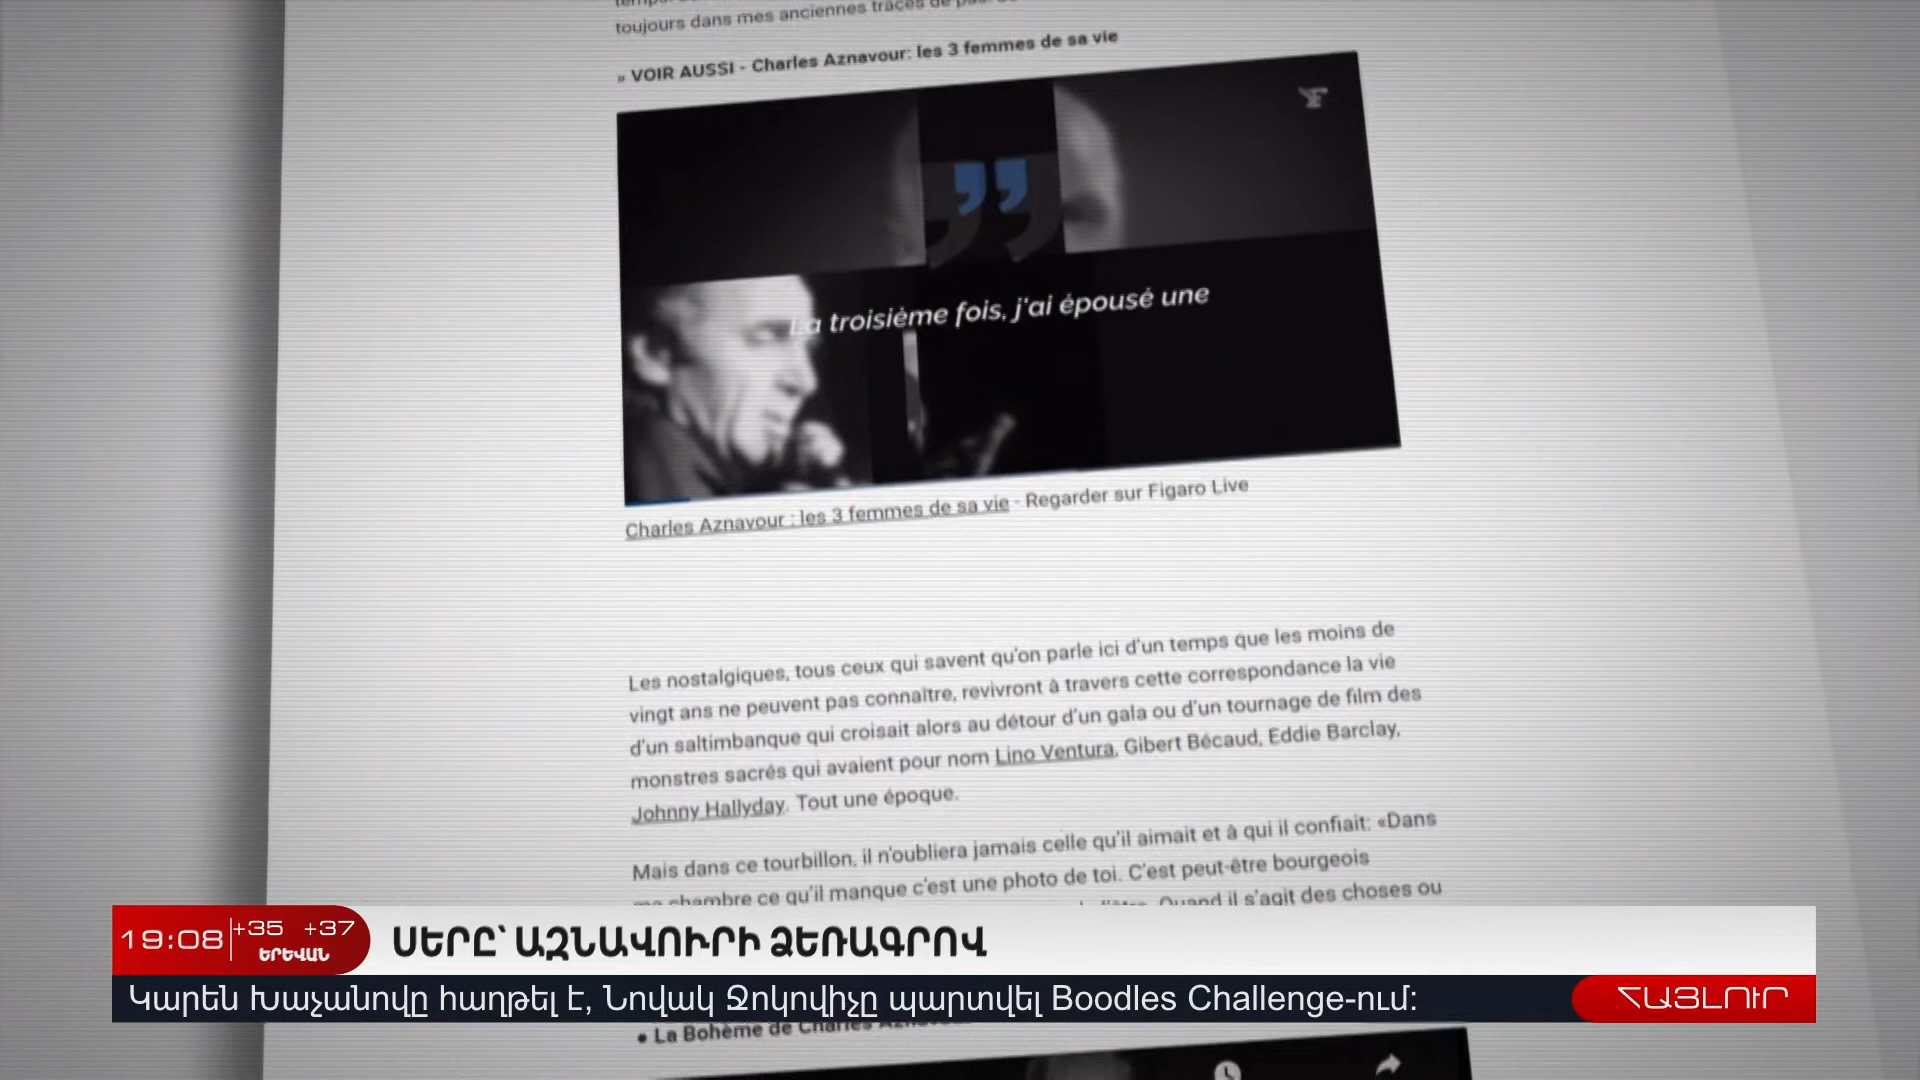 toujours dans mes anciennes traces de
» VOIR AUSSI - Charles Aznavour: les 3 femmes de sa vie
La troisième fois, j'ai épousé une
Charles Aznavour : les 3 femmes de sa vie - Regarder sur Figaro Live
Les nostalgiques, tous ceux qui savent qu'on parle ici d'un temps que les moins de
vingt ans ne peuvent pas connaître, revivront à travers cette correspondance la vie
d'un saltimbanque qui croisait alors au détour d'un gala ou d'un tournage de film des
monstres sacrés qui avaient pour nom Lino Ventura, Gibert Bécaud, Eddie Barclay,
Johnny Hallyday. Tout une époque.
Mais dans ce tourbillon, il n'oubliera jamais celle qu'il aimait et à qui il confiait: «Dans
chambre ce qu'il manque c'est une photo de toi. C'est peut-être bourgeois
Quand il s'agit des choses ou
19:08 +35 +37
ԵՐԵՎԱՆ
ՍԵՐԸ՝ ԱԶՆԱՎՈՒՐԻ ՁԵՌԱԳՐՈՎ
Կարեն Խաչանովը հաղթել է, Նովակ Ջոկովիչը պարտվել Boodles Challenge-ում:
ՀԱՅԼՈՒՐ
• La Bohème de Charles